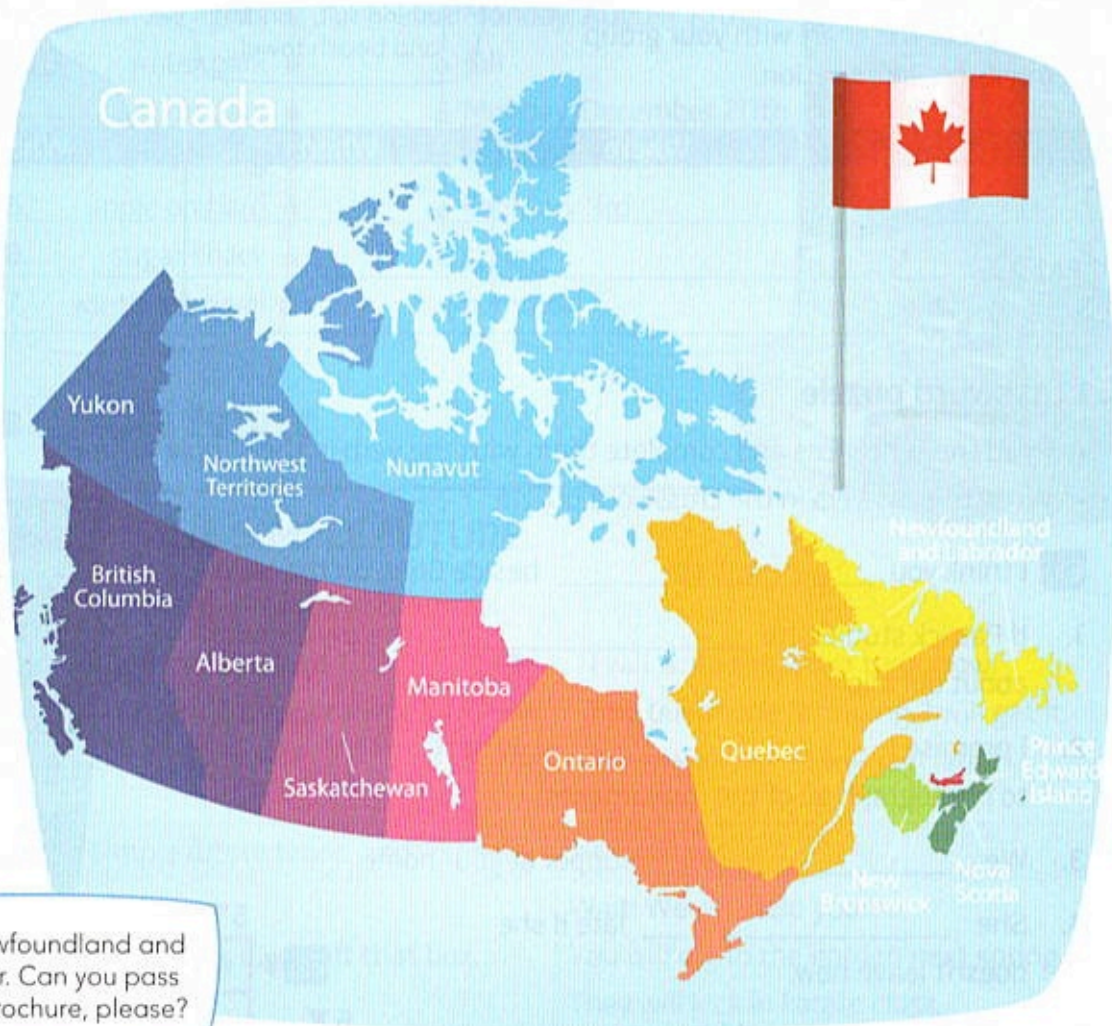 Canada
Yukon
Northwest
Territories
Nunavut
Newfoundland
and Labrador
British
Columbia
Alberta
Manitoba
Saskatchewan
Ontario
Quebec
Prince
Edward
Island
Nova
Scotia
New
Brunswick
wfoundland and
r. Can you pass
rochure, please?